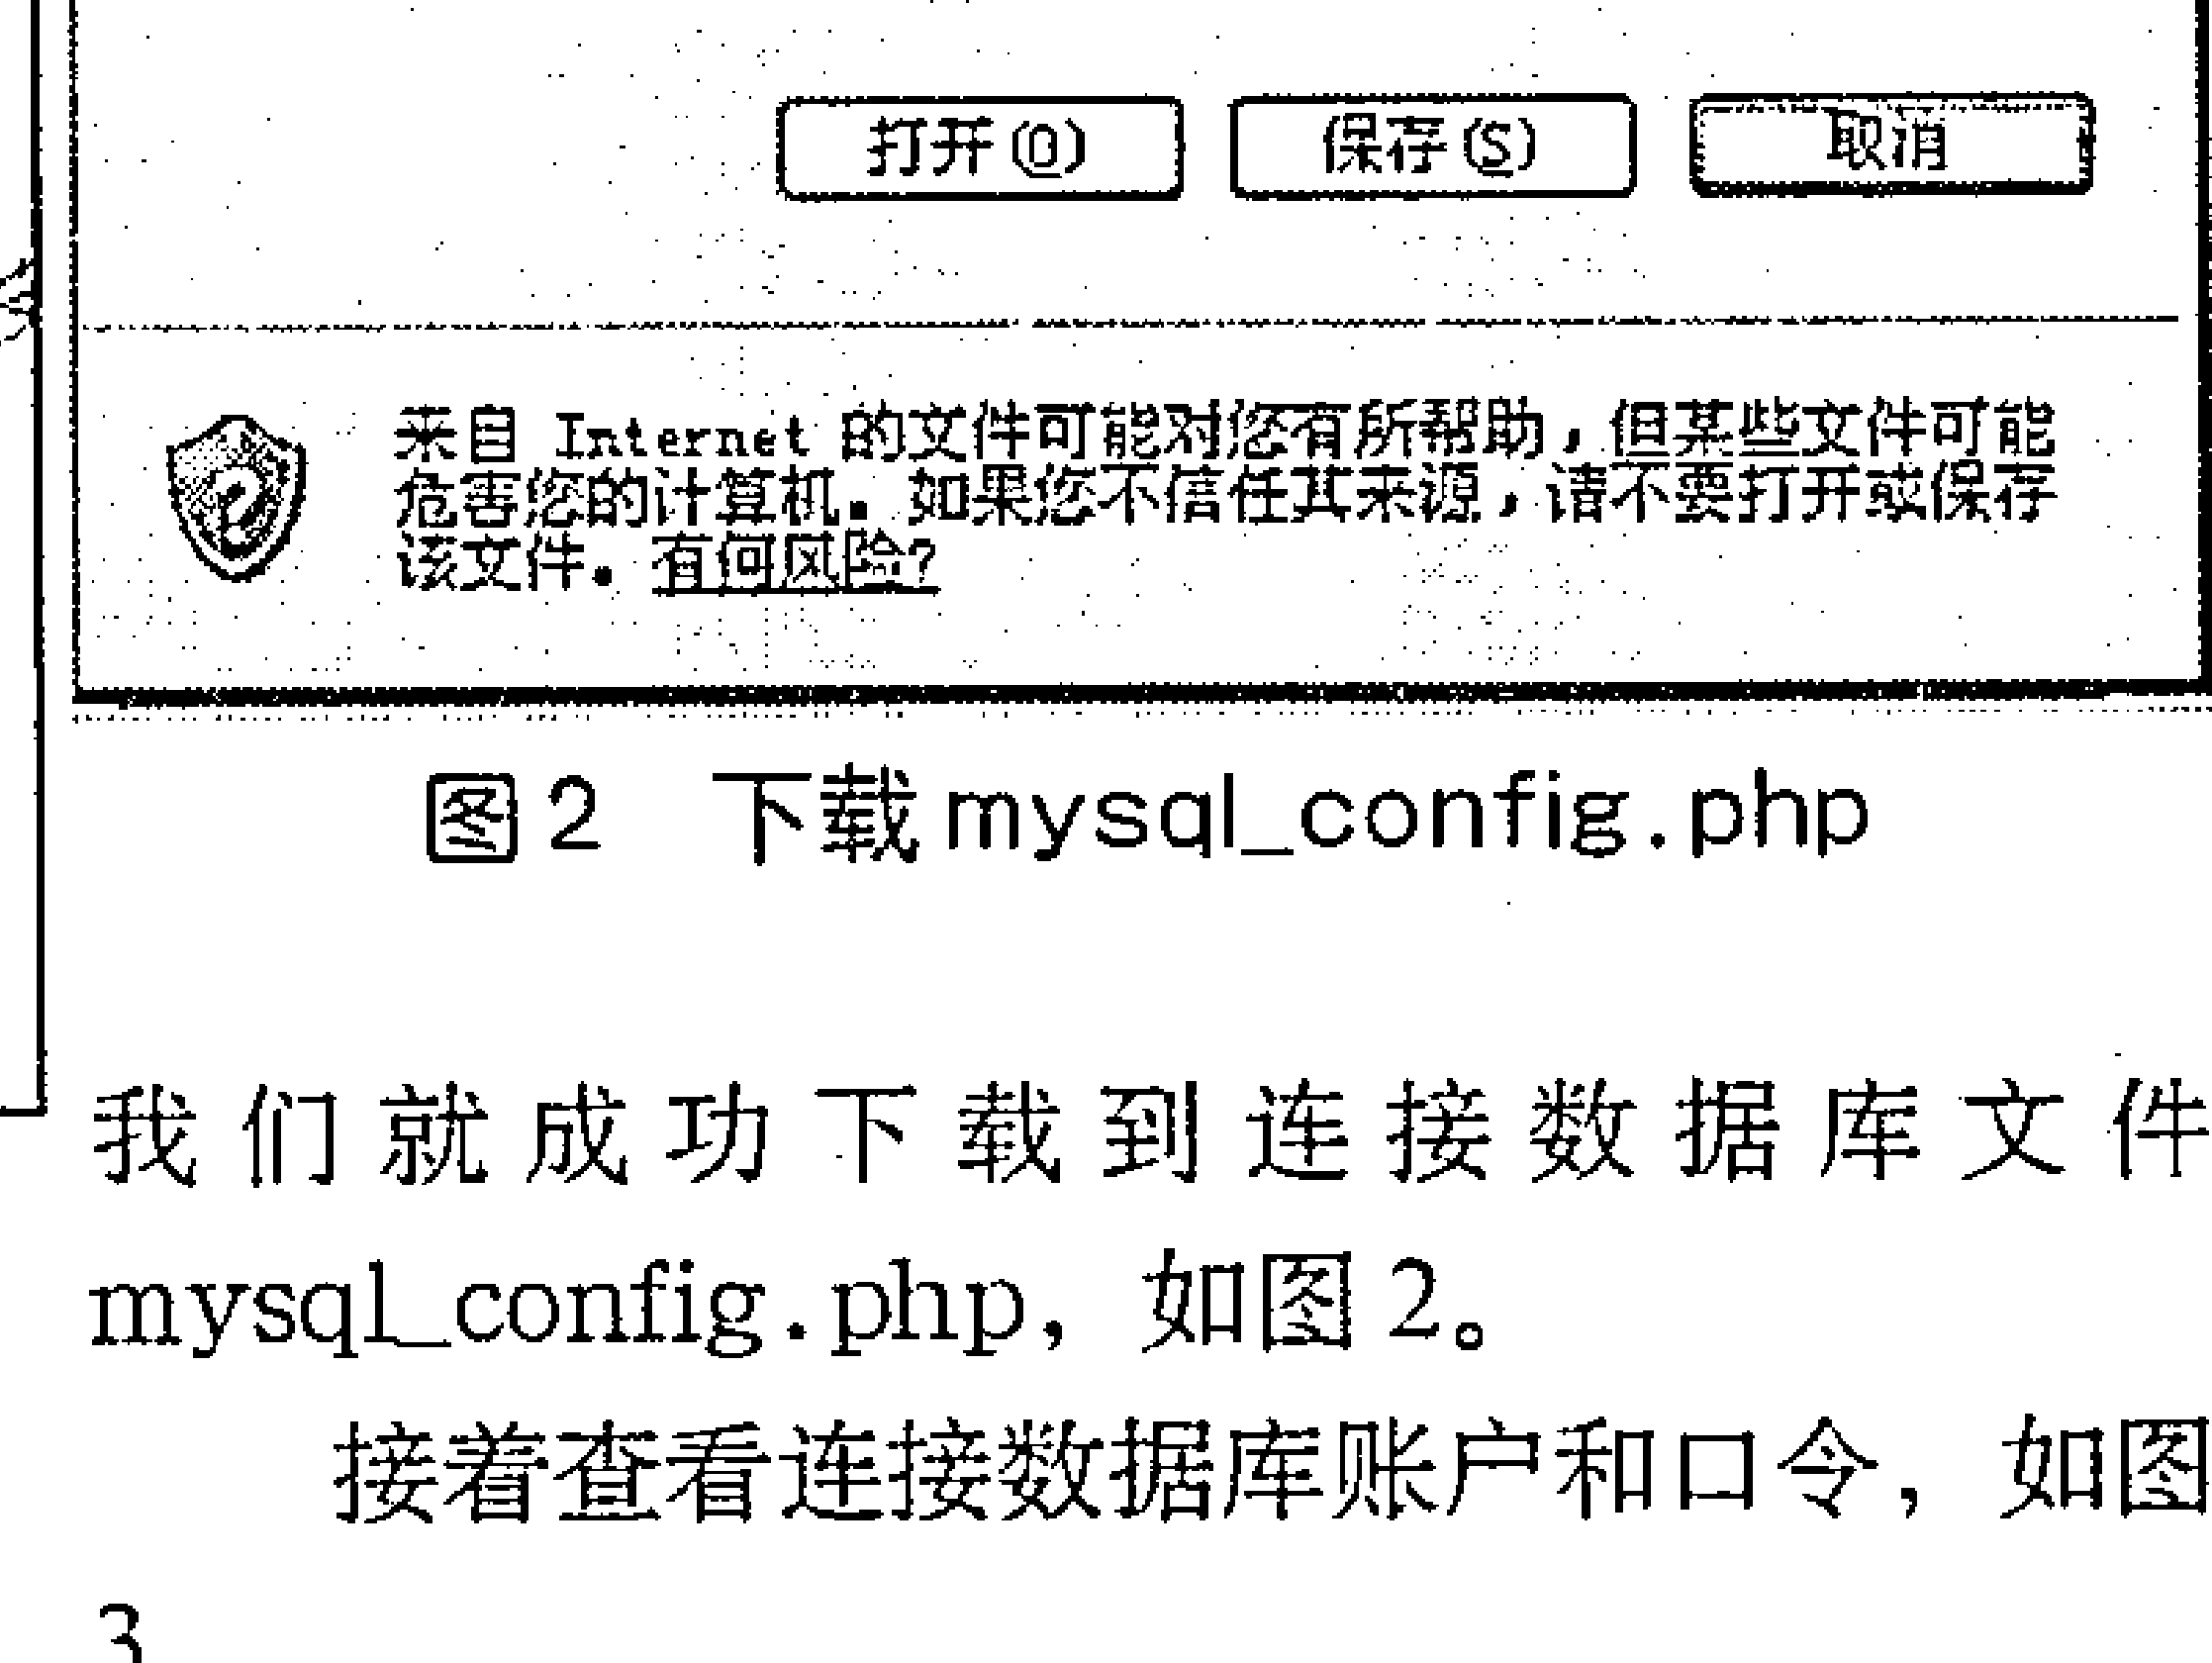 打开(O) 保存(S) 取消
来自 Internet 的文件可能对您有所帮助，但某些文件可能
危害您的计算机。如果您不信任其来源，请不要打开或保存
该文件。有何风险?
图2 下载mysql_config.php
我们就成功下载到连接数据库文件
mysql_config.php，如图2。
接着查看连接数据库账户和口令，如图
3